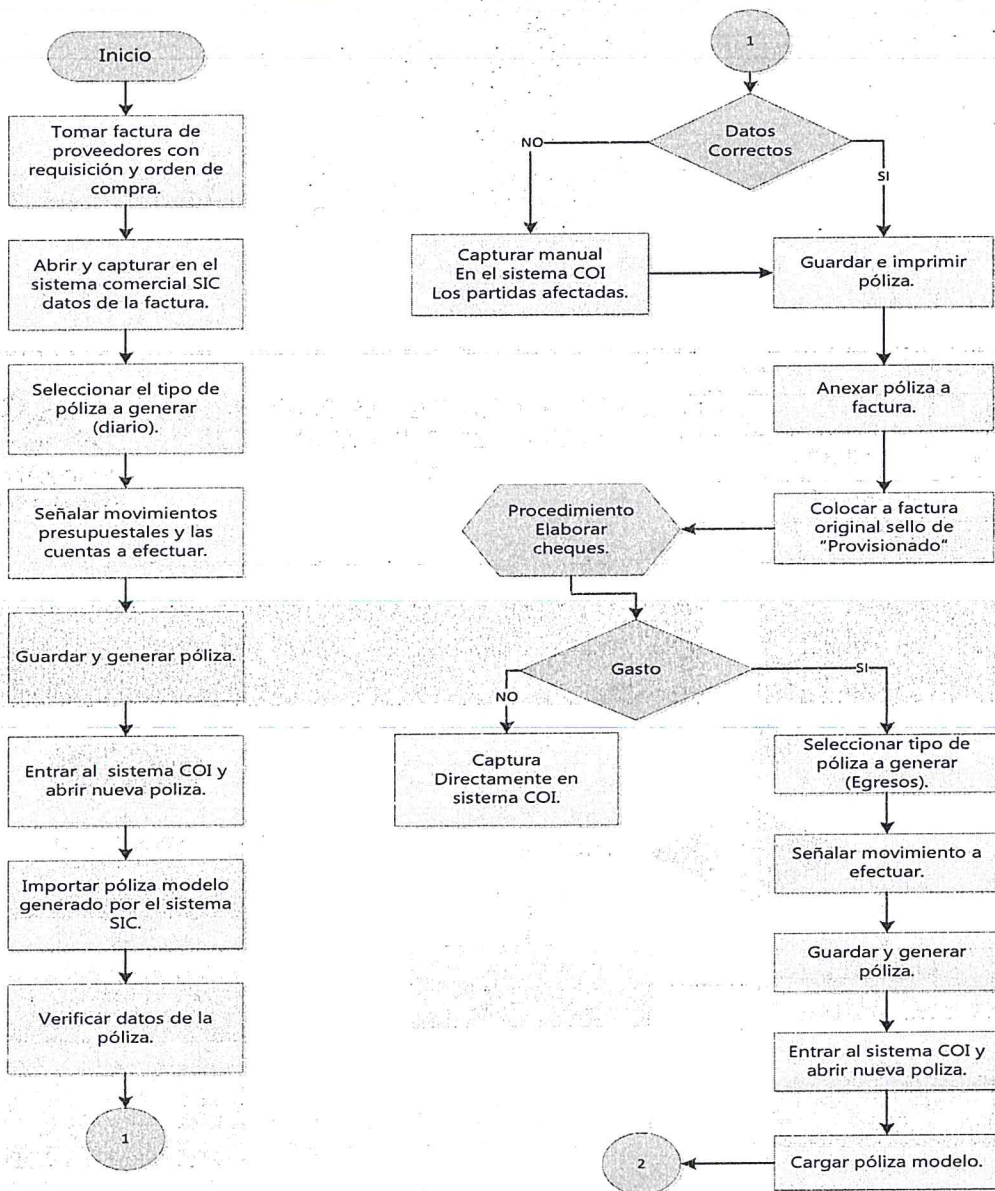 Inicio
Tomar factura de
proveedores con
requisición y orden de
compra.
Abrir y capturar en el
sistema comercial SIC
datos de la factura.
Seleccionar el tipo de
póliza a generar
(diario).
Señalar movimientos
presupuestales y las
cuentas a efectuar.
Guardar y generar póliza.
Entrar al sistema COI y
abrir nueva poliza.
Importar póliza modelo
generado por el sistema
SIC.
Verificar datos de la
póliza.
1
1
Datos
Correctos
NO
SI
Capturar manual
En el sistema COI
Los partidas afectadas.
Guardar e imprimir
póliza.
Anexar póliza a
factura.
Colocar a factura
original sello de
"Provisionado"
Procedimiento
Elaborar
cheques.
Gasto
NO
SI
Captura
Directamente en
sistema COI.
Seleccionar tipo de
póliza a generar
(Egresos).
Señalar movimiento a
efectuar.
Guardar y generar
póliza.
Entrar al sistema COI y
abrir nueva poliza.
Cargar póliza modelo.
2